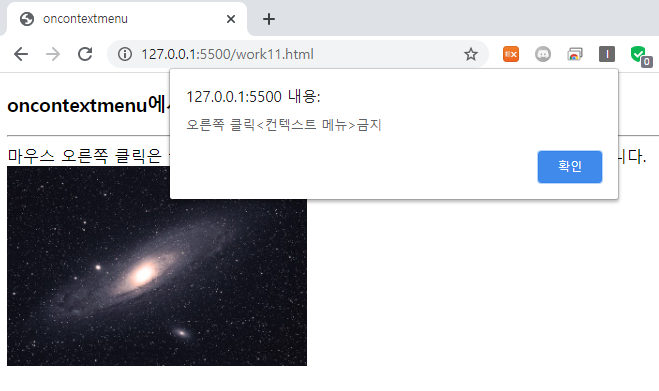 oncontextmenu
127.0.0.1:5500/work11.html
EX
I
0
127.0.0.1:5500 내용:
오른쪽 클릭<컨텍스트 메뉴>금지
확인
oncontextmenu에
마우스 오른쪽 클릭은 니다.